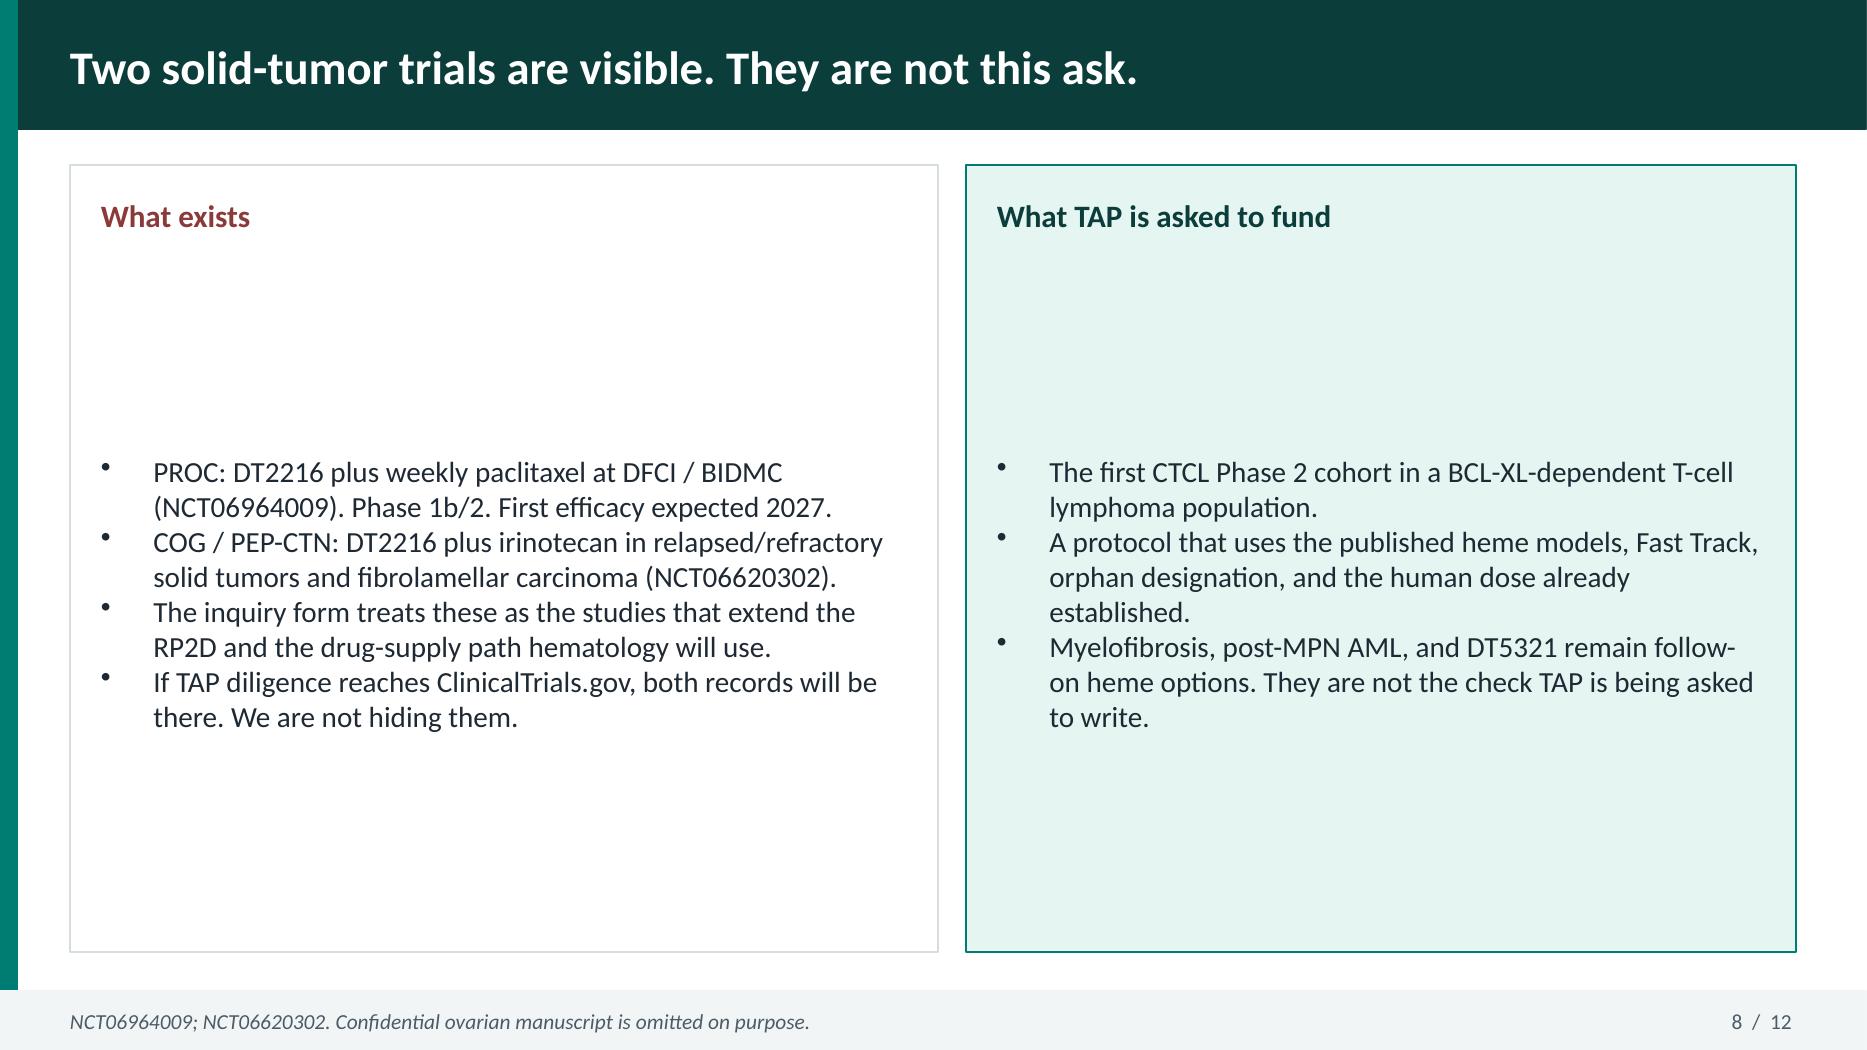 Two solid-tumor trials are visible. They are not this ask.
What exists
• PROC: DT2216 plus weekly paclitaxel at DFCI / BIDMC
(NCT06964009). Phase 1b/2. First efficacy expected 2027.
• COG / PEP-CTN: DT2216 plus irinotecan in relapsed/refractory
solid tumors and fibrolamellar carcinoma (NCT06620302).
• The inquiry form treats these as the studies that extend the
RP2D and the drug-supply path hematology will use.
• If TAP diligence reaches ClinicalTrials.gov, both records will be
there. We are not hiding them.
What TAP is asked to fund
• The first CTCL Phase 2 cohort in a BCL-XL-dependent T-cell
lymphoma population.
• A protocol that uses the published heme models, Fast Track,
orphan designation, and the human dose already
established.
• Myelofibrosis, post-MPN AML, and DT5321 remain follow-
on heme options. They are not the check TAP is being asked
to write.
NCT06964009; NCT06620302. Confidential ovarian manuscript is omitted on purpose.
8 / 12